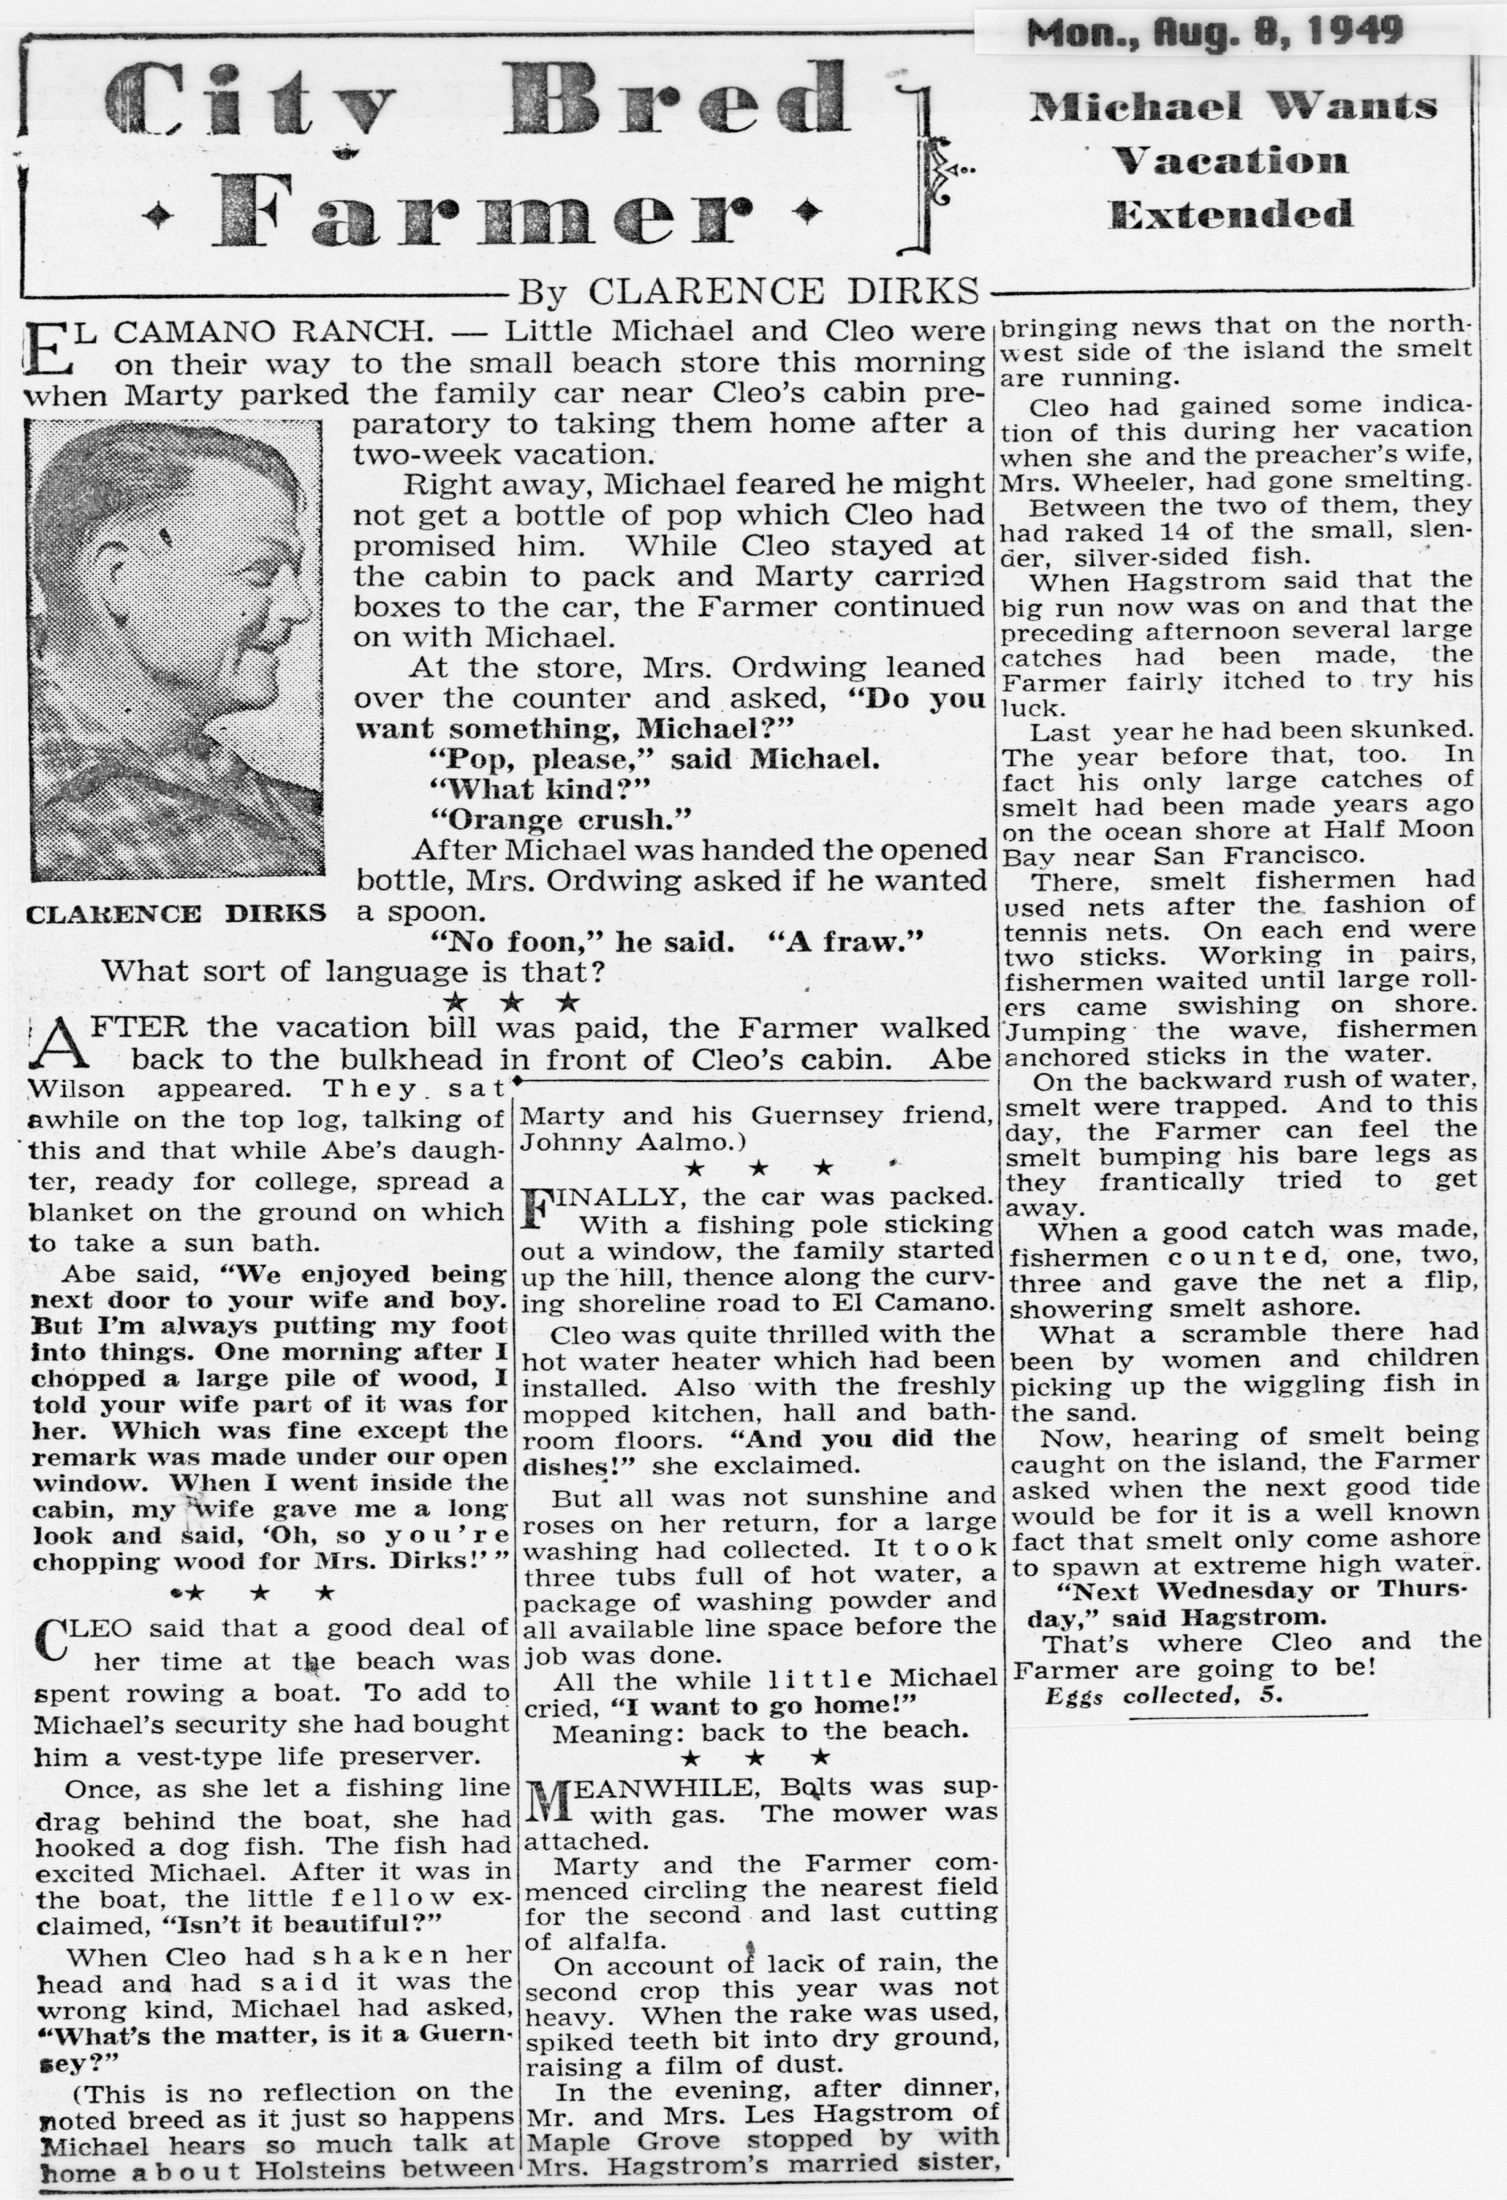 Mon., Aug. 8, 1949
City Bred
Farmer
Michael Wants
Vacation
Extended
By CLARENCE DIRKS
EL CAMANO RANCH. — Little Michael and Cleo were
on their way to the small beach store this morning
when Marty parked the family car near Cleo's cabin pre-
paratory to taking them home after a
two-week vacation.
Right away, Michael feared he might
not get a bottle of pop which Cleo had
promised him. While Cleo stayed at
the cabin to pack and Marty carried
boxes to the car, the Farmer continued
on with Michael.
At the store, Mrs. Ordwing leaned
over the counter and asked, "Do you
want something, Michael?"
"Pop, please," said Michael.
"What kind?"
"Orange crush."
After Michael was handed the opened
bottle, Mrs. Ordwing asked if he wanted
CLARENCE DIRKS
a spoon.
"No foon," he said. "A fraw."
What sort of language is that?
★ ★ ★
AFTER the vacation bill was paid, the Farmer walked
back to the bulkhead in front of Cleo's cabin. Abe
Wilson appeared. They sat
awhile on the top log, talking of
this and that while Abe's daugh-
ter, ready for college, spread a
blanket on the ground on which
to take a sun bath.
Abe said, "We enjoyed being
next door to your wife and boy.
But I'm always putting my foot
into things. One morning after I
chopped a large pile of wood, I
told your wife part of it was for
her. Which was fine except the
remark was made under our open
window. When I went inside the
cabin, my wife gave me a long
look and said, 'Oh, so you're
chopping wood for Mrs. Dirks!'"
★ ★ ★
CLEO said that a good deal of
her time at the beach was
spent rowing a boat. To add to
Michael's security she had bought
him a vest-type life preserver.
Once, as she let a fishing line
drag behind the boat, she had
hooked a dog fish. The fish had
excited Michael. After it was in
the boat, the little fellow ex-
claimed, "Isn't it beautiful?"
When Cleo had shaken her
head and had said it was the
wrong kind, Michael had asked,
"What's the matter, is it a Guern-
sey?"
(This is no reflection on the
noted breed as it just so happens
Michael hears so much talk at
home about Holsteins between
Marty and his Guernsey friend,
Johnny Aalmo.)
★ ★ ★
FINALLY, the car was packed.
With a fishing pole sticking
out a window, the family started
up the hill, thence along the curv-
ing shoreline road to El Camano.
Cleo was quite thrilled with the
hot water heater which had been
installed. Also with the freshly
mopped kitchen, hall and bath-
room floors. "And you did the
dishes!" she exclaimed.
But all was not sunshine and
roses on her return, for a large
washing had collected. It took
three tubs full of hot water, a
package of washing powder and
all available line space before the
job was done.
All the while little Michael
cried, "I want to go home!"
Meaning: back to the beach.
★ ★ ★
MEANWHILE, Bolts was sup-
with gas. The mower was
attached.
Marty and the Farmer com-
menced circling the nearest field
for the second and last cutting
of alfalfa.
On account of lack of rain, the
second crop this year was not
heavy. When the rake was used,
spiked teeth bit into dry ground,
raising a film of dust.
In the evening, after dinner,
Mr. and Mrs. Les Hagstrom of
Maple Grove stopped by with
Mrs. Hagstrom's married sister,
bringing news that on the north-
west side of the island the smelt
are running.
Cleo had gained some indica-
tion of this during her vacation
when she and the preacher's wife,
Mrs. Wheeler, had gone smelting.
Between the two of them, they
had raked 14 of the small, slen-
der, silver-sided fish.
When Hagstrom said that the
big run now was on and that the
preceding afternoon several large
catches had been made, the
Farmer fairly itched to try his
luck.
Last year he had been skunked.
The year before that, too. In
fact his only large catches of
smelt had been made years ago
on the ocean shore at Half Moon
Bay near San Francisco.
There, smelt fishermen had
used nets after the fashion of
tennis nets. On each end were
two sticks. Working in pairs,
fishermen waited until large roll-
ers came swishing on shore.
Jumping the wave, fishermen
anchored sticks in the water.
On the backward rush of water,
smelt were trapped. And to this
day, the Farmer can feel the
smelt bumping his bare legs as
they frantically tried to get
away.
When a good catch was made,
fishermen counted, one, two,
three and gave the net a flip,
showering smelt ashore.
What a scramble there had
been by women and children
picking up the wiggling fish in
the sand.
Now, hearing of smelt being
caught on the island, the Farmer
asked when the next good tide
would be for it is a well known
fact that smelt only come ashore
to spawn at extreme high water.
"Next Wednesday or Thurs-
day," said Hagstrom.
That's where Cleo and the
Farmer are going to be!
Eggs collected, 5.